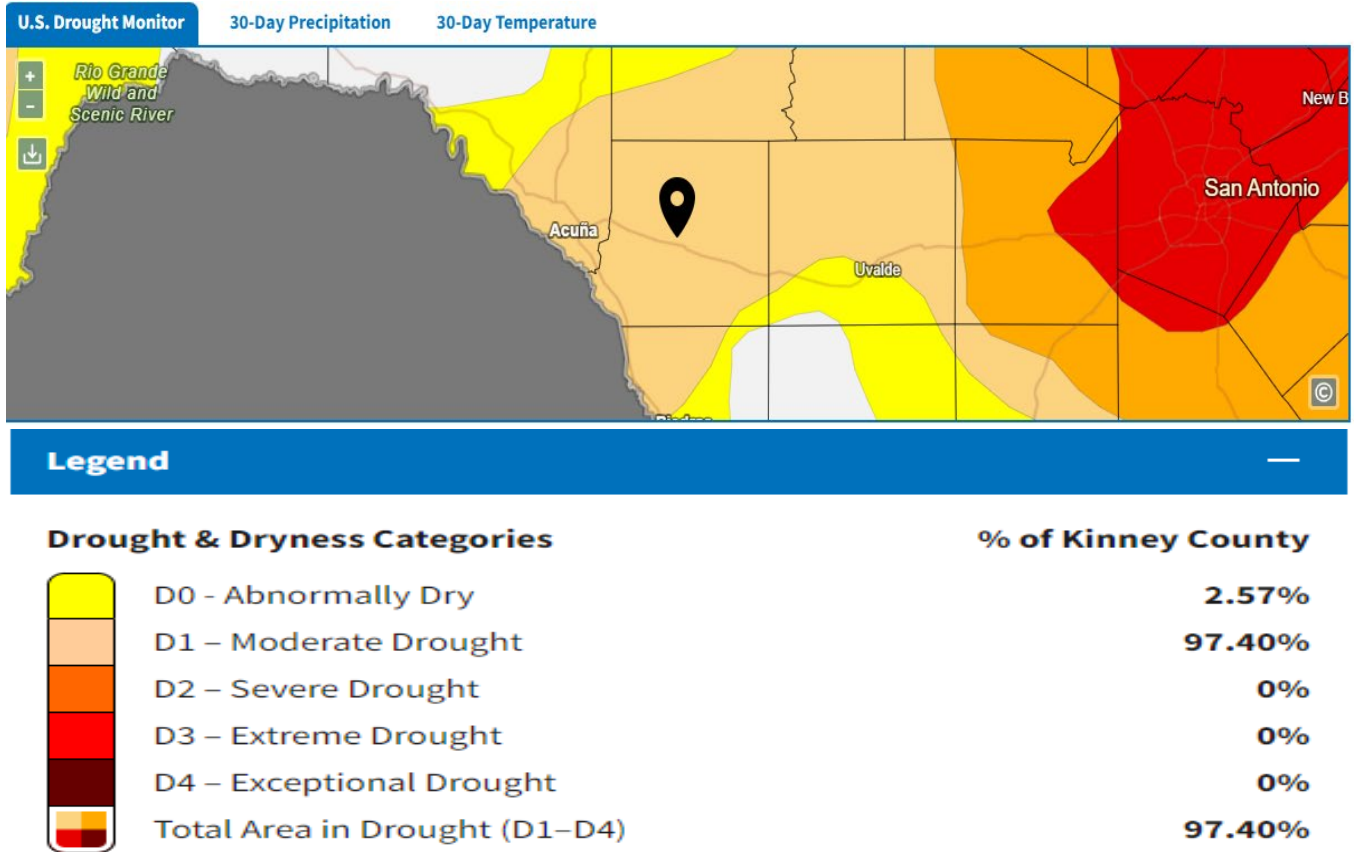 U.S. Drought Monitor 30-Day Precipitation 30-Day Temperature
+
-
Rio Grande
Wild and
Scenic River
New B
San Antonio
Acuña
Uvalde
©
Legend —
Drought & Dryness Categories % of Kinney County
D0 - Abnormally Dry 2.57%
D1 – Moderate Drought 97.40%
D2 – Severe Drought 0%
D3 – Extreme Drought 0%
D4 – Exceptional Drought 0%
Total Area in Drought (D1–D4) 97.40%